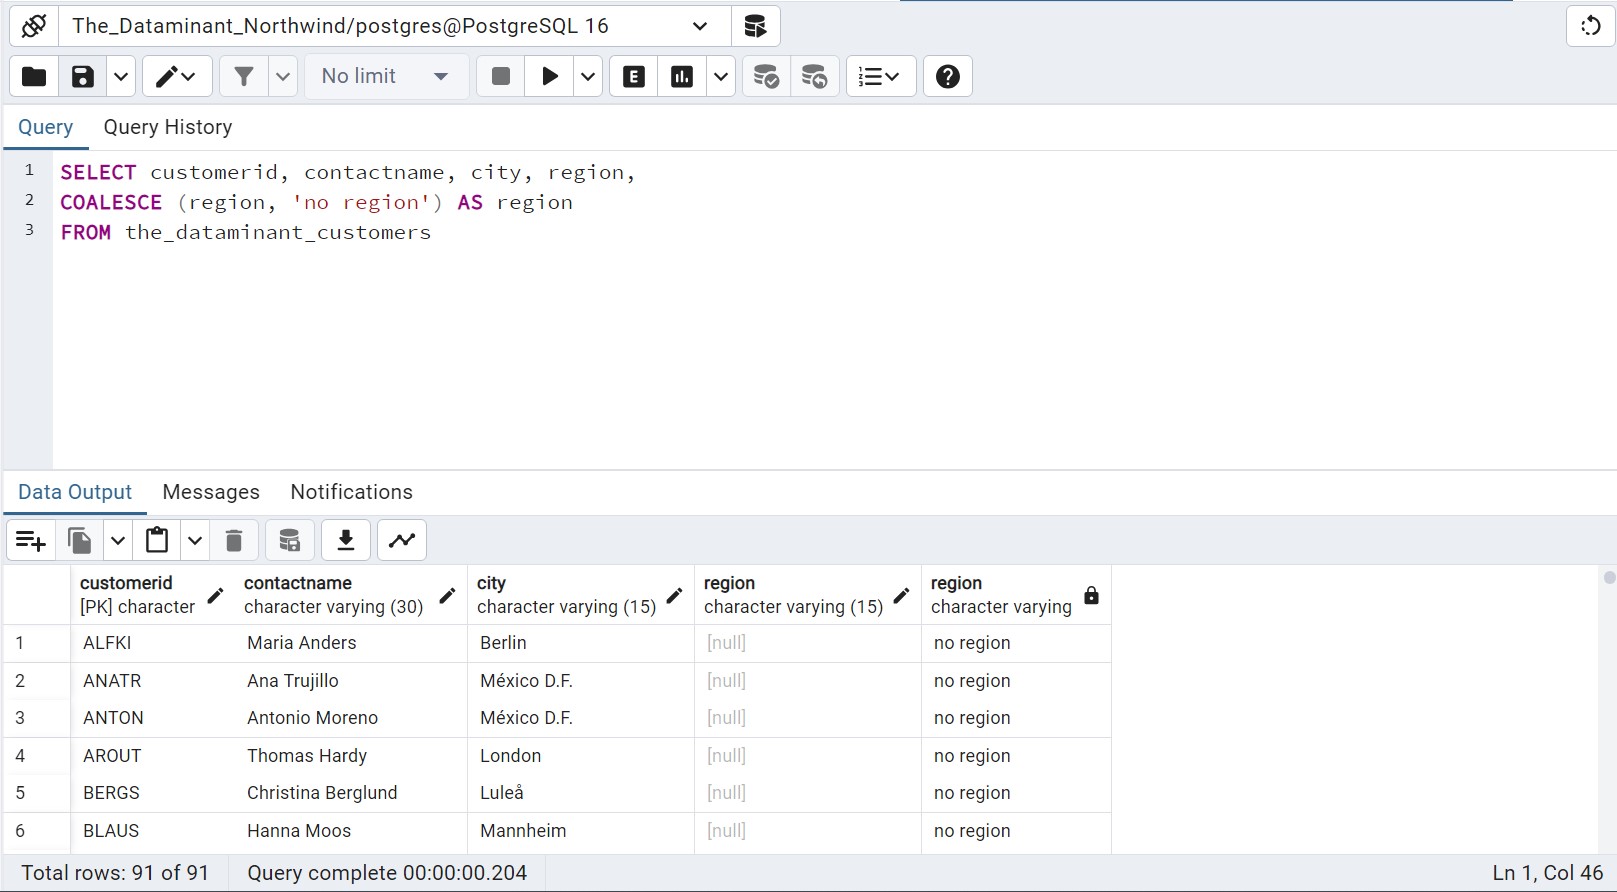 The_Dataminant_Northwind/postgres@PostgreSQL 16
No limit
E
Query Query History
1 SELECT customerid, contactname, city, region,
2 COALESCE (region, 'no region') AS region
3 FROM the_dataminant_customers
Data Output Messages Notifications
customerid contactname city region region
[PK] character character varying (30) character varying (15) character varying (15) character varying
1 ALFKI Maria Anders Berlin [null] no region
2 ANATR Ana Trujillo México D.F. [null] no region
3 ANTON Antonio Moreno México D.F. [null] no region
4 AROUT Thomas Hardy London [null] no region
5 BERGS Christina Berglund Luleå [null] no region
6 BLAUS Hanna Moos Mannheim [null] no region
Total rows: 91 of 91 Query complete 00:00:00.204 Ln 1, Col 46